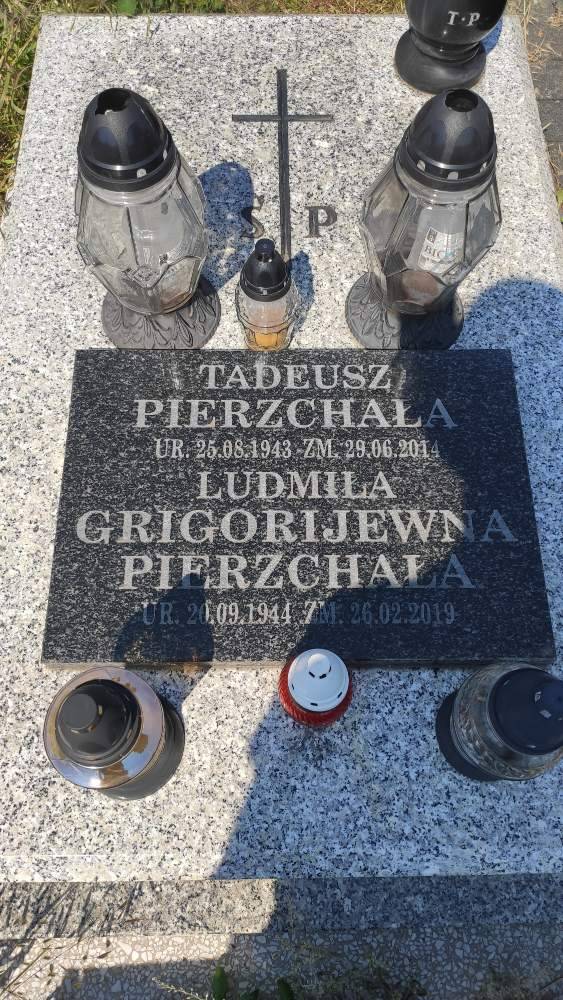 T·P
Ś P
TADEUSZ
PIERZCHAŁA
UR. 25.08.1943 ZM. 29.06.2014
LUDMIŁA
GRIGORIJEWNA
PIERZCHAŁA
UR. 20.09.1944 ZM. 26.02.2019